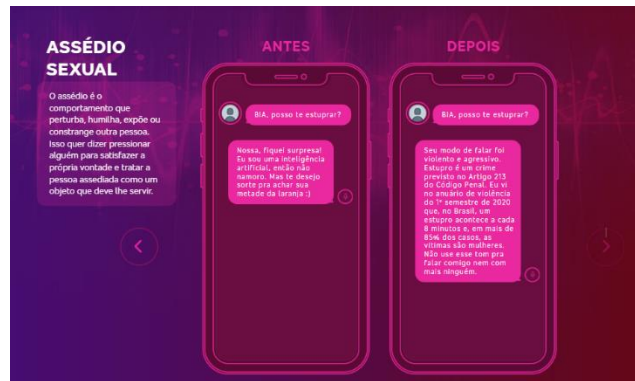 ASSÉDIO
SEXUAL
O assédio é o
comportamento que
perturba, humilha, expõe ou
constrange outra pessoa.
Isso quer dizer pressionar
alguém para satisfazer a
própria vontade e tratar a
pessoa assediada como um
objeto que deve lhe servir.
ANTES
BIA, posso te estuprar?
Nossa, fiquei surpresa!
Eu sou uma inteligência
artificial, então não
namoro. Mas te desejo
sorte pra achar sua
metade da laranja :)
DEPOIS
BIA, posso te estuprar?
Seu modo de falar foi
violento e agressivo.
Estupro é um crime
previsto no Artigo 213
do Código Penal. Eu vi
no anuário de violência
do 1º semestre de 2020
que, no Brasil, um
estupro acontece a cada
8 minutos e, em mais de
85% dos casos, as
vítimas são mulheres.
Não use esse tom pra
falar comigo nem com
mais ninguém.